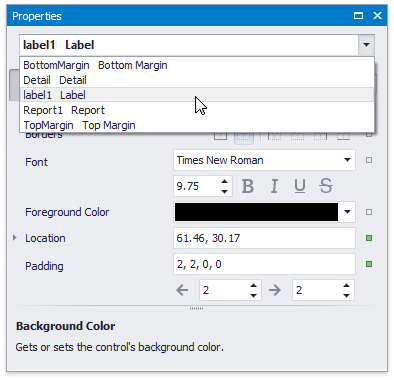 Properties
label1 Label
BottomMargin Bottom Margin
Detail Detail
label1 Label
Report1 Report
TopMargin Top Margin
Borders
Font Times New Roman
9.75 B I U S
Foreground Color
Location 61.46, 30.17
Padding 2, 2, 0, 0
2 2
Background Color
Gets or sets the control's background color.